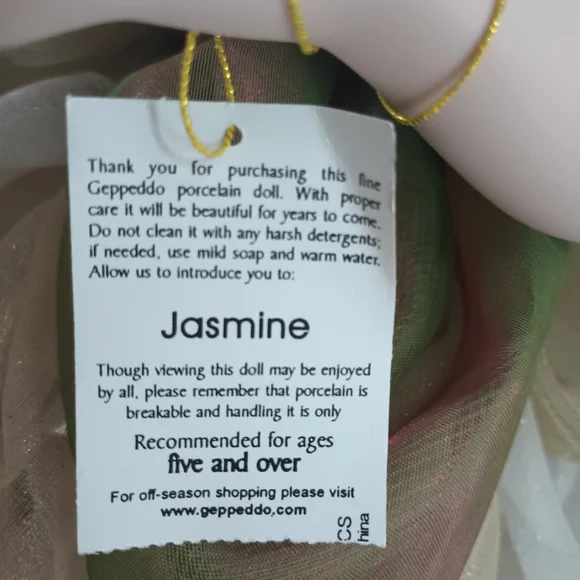 Thank you for purchasing this fine
Geppeddo porcelain doll. With proper
care it will be beautiful for years to come.
Do not clean it with any harsh detergents;
if needed, use mild soap and warm water.
Allow us to introduce you to:
Jasmine
Though viewing this doll may be enjoyed
by all, please remember that porcelain is
breakable and handling it is only
Recommended for ages
five and over
For off-season shopping please visit
www.geppeddo.com
CS
hina